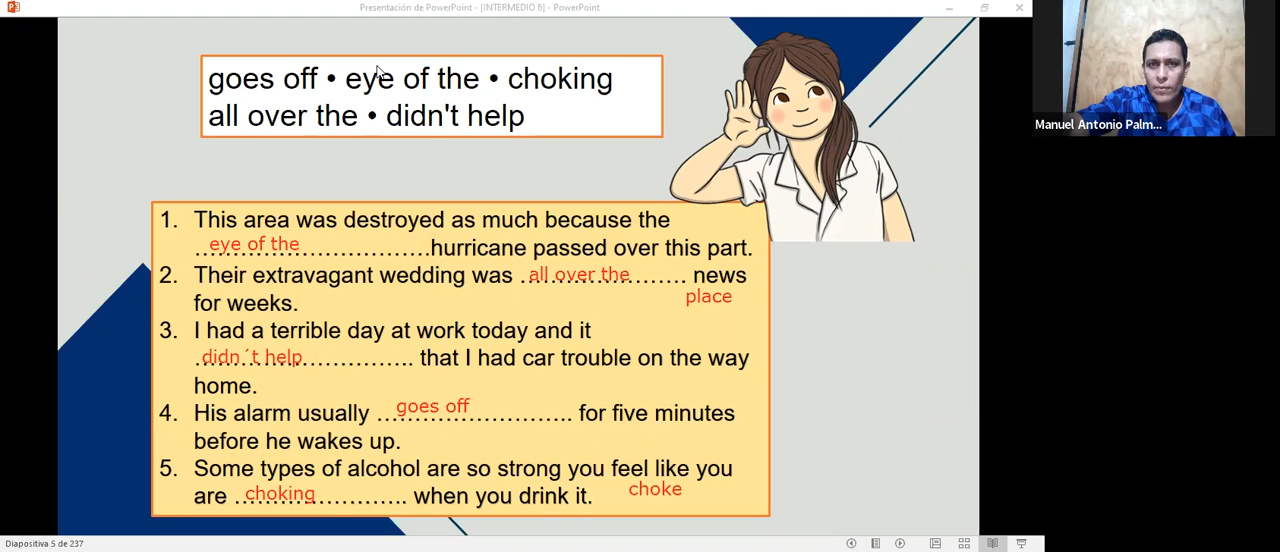 Presentación de PowerPoint - [INTERMEDIO 6] - PowerPoint
goes off • eye of the • choking
all over the • didn't help
Manuel Antonio Palm...
1. This area was destroyed as much because the
…eye of the……………………….hurricane passed over this part.
2. Their extravagant wedding was …all over the……. news
place
for weeks.
3. I had a terrible day at work today and it
didn´t help………………….. that I had car trouble on the way
home.
4. His alarm usually …goes off……………….. for five minutes
before he wakes up.
5. Some types of alcohol are so strong you feel like you
are …choking…………….. when you drink it.
choke
Diapositiva 5 de 237